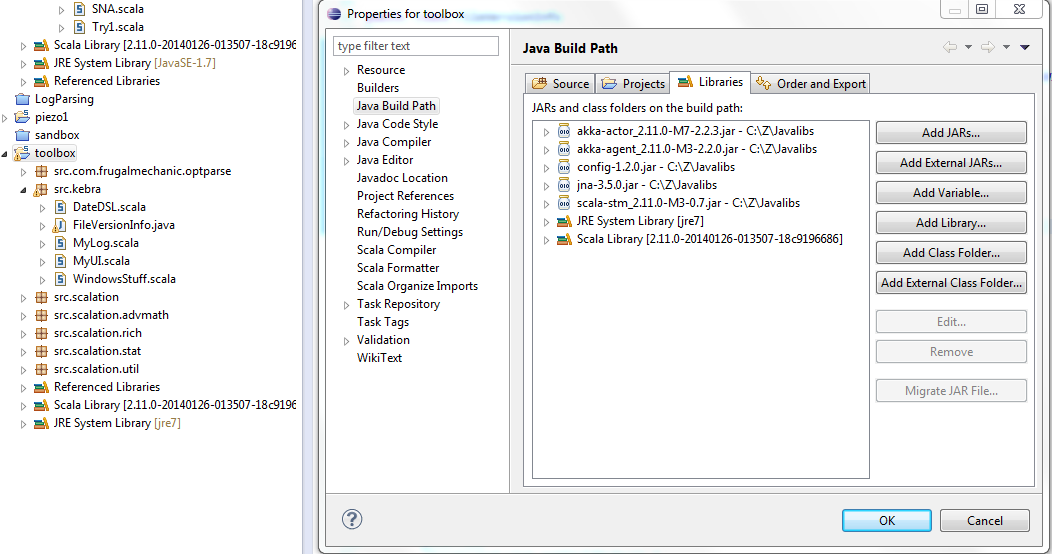 SNA.scala
Try1.scala
Scala Library [2.11.0-20140126-013507-18c9196
JRE System Library [JavaSE-1.7]
Referenced Libraries
LogParsing
piezo1
sandbox
toolbox
src.com.frugalmechanic.optparse
src.kebra
DateDSL.scala
FileVersionInfo.java
MyLog.scala
MyUI.scala
WindowsStuff.scala
src.scalation
src.scalation.advmath
src.scalation.rich
src.scalation.stat
src.scalation.util
Referenced Libraries
Scala Library [2.11.0-20140126-013507-18c9196
JRE System Library [jre7]
Properties for toolbox
type filter text
Resource
Builders
Java Build Path
Java Code Style
Java Compiler
Java Editor
Javadoc Location
Project References
Refactoring History
Run/Debug Settings
Scala Compiler
Scala Formatter
Scala Organize Imports
Task Repository
Task Tags
Validation
WikiText
Java Build Path
Source Projects Libraries Order and Export
JARs and class folders on the build path:
akka-actor_2.11.0-M7-2.2.3.jar - C:\Z\Javalibs
akka-agent_2.11.0-M3-2.2.0.jar - C:\Z\Javalibs
config-1.2.0.jar - C:\Z\Javalibs
jna-3.5.0.jar - C:\Z\Javalibs
scala-stm_2.11.0-M3-0.7.jar - C:\Z\Javalibs
JRE System Library [jre7]
Scala Library [2.11.0-20140126-013507-18c9196686]
Add JARs...
Add External JARs...
Add Variable...
Add Library...
Add Class Folder...
Add External Class Folder...
Edit...
Remove
Migrate JAR File...
OK Cancel